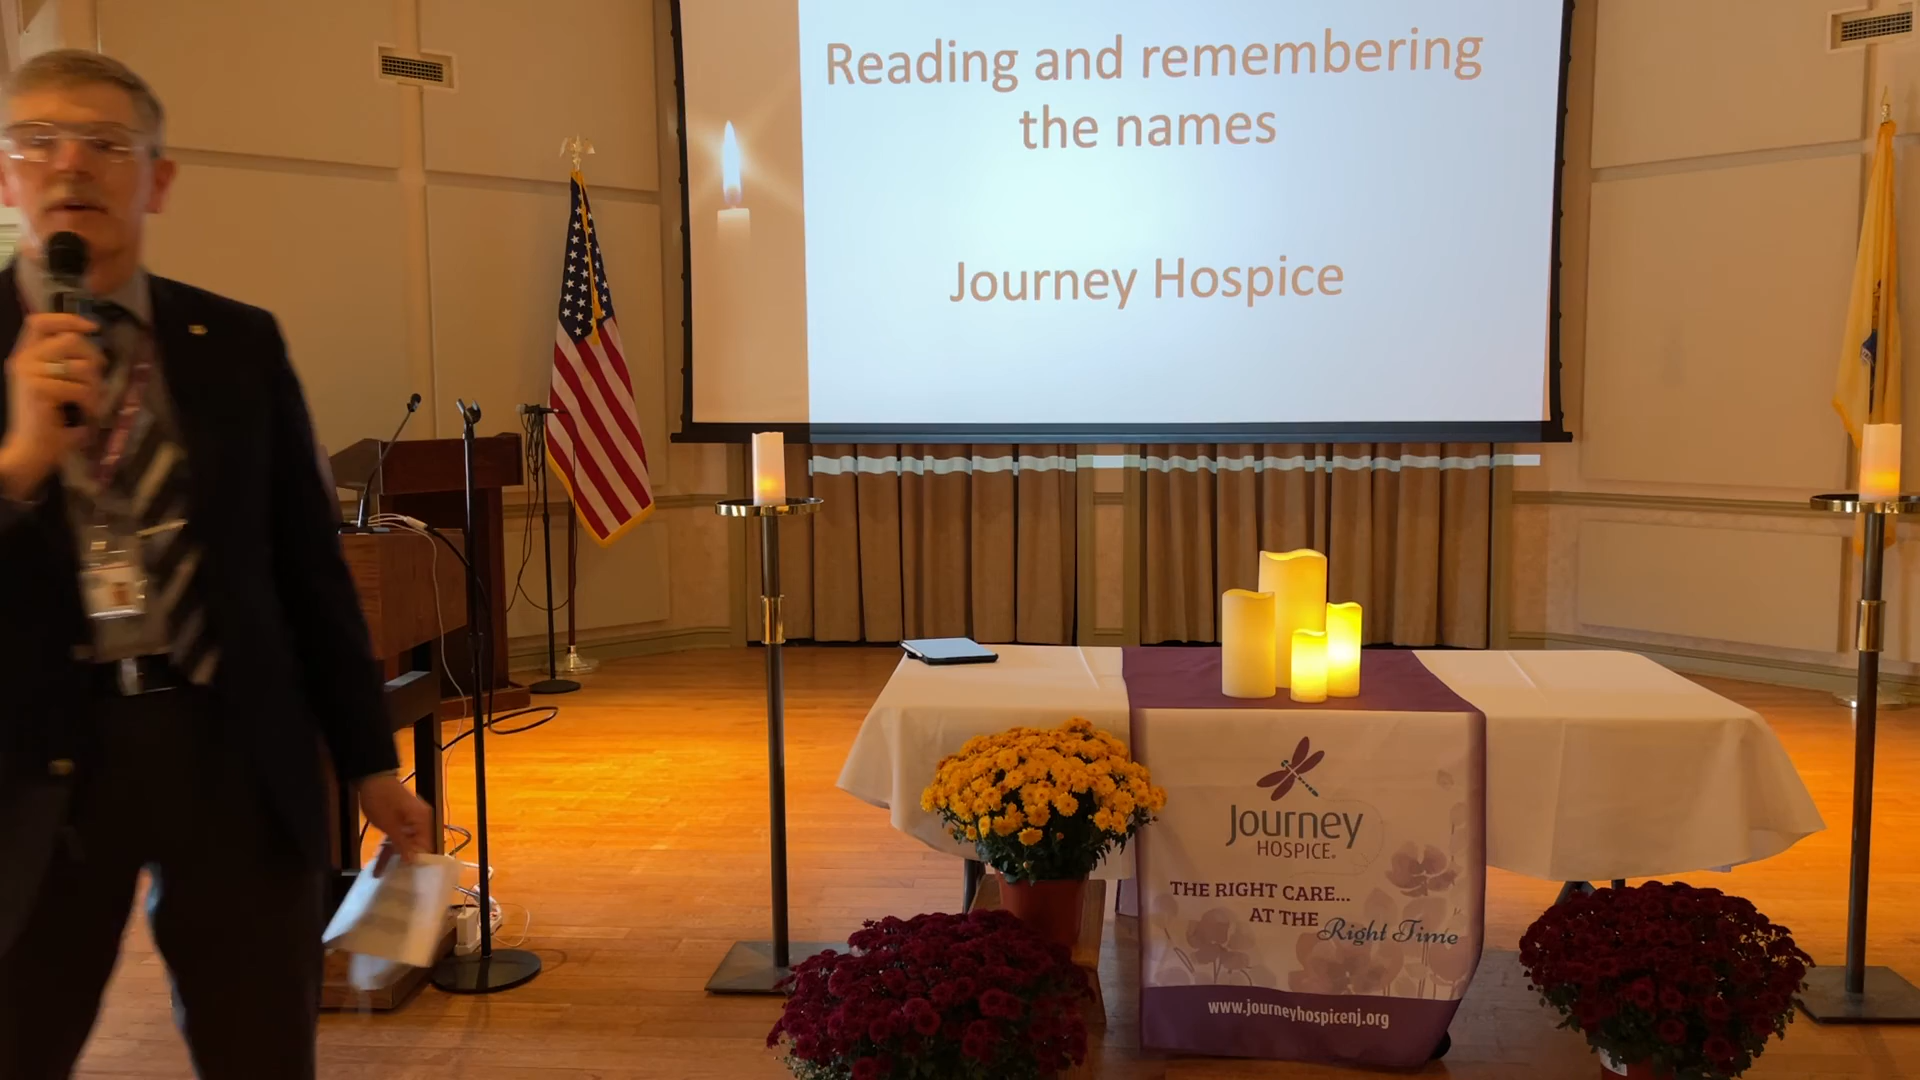 Reading and remembering
the names
Journey Hospice
Journey
HOSPICE
THE RIGHT CARE...
AT THE Right Time
www.journeyhospicenj.org